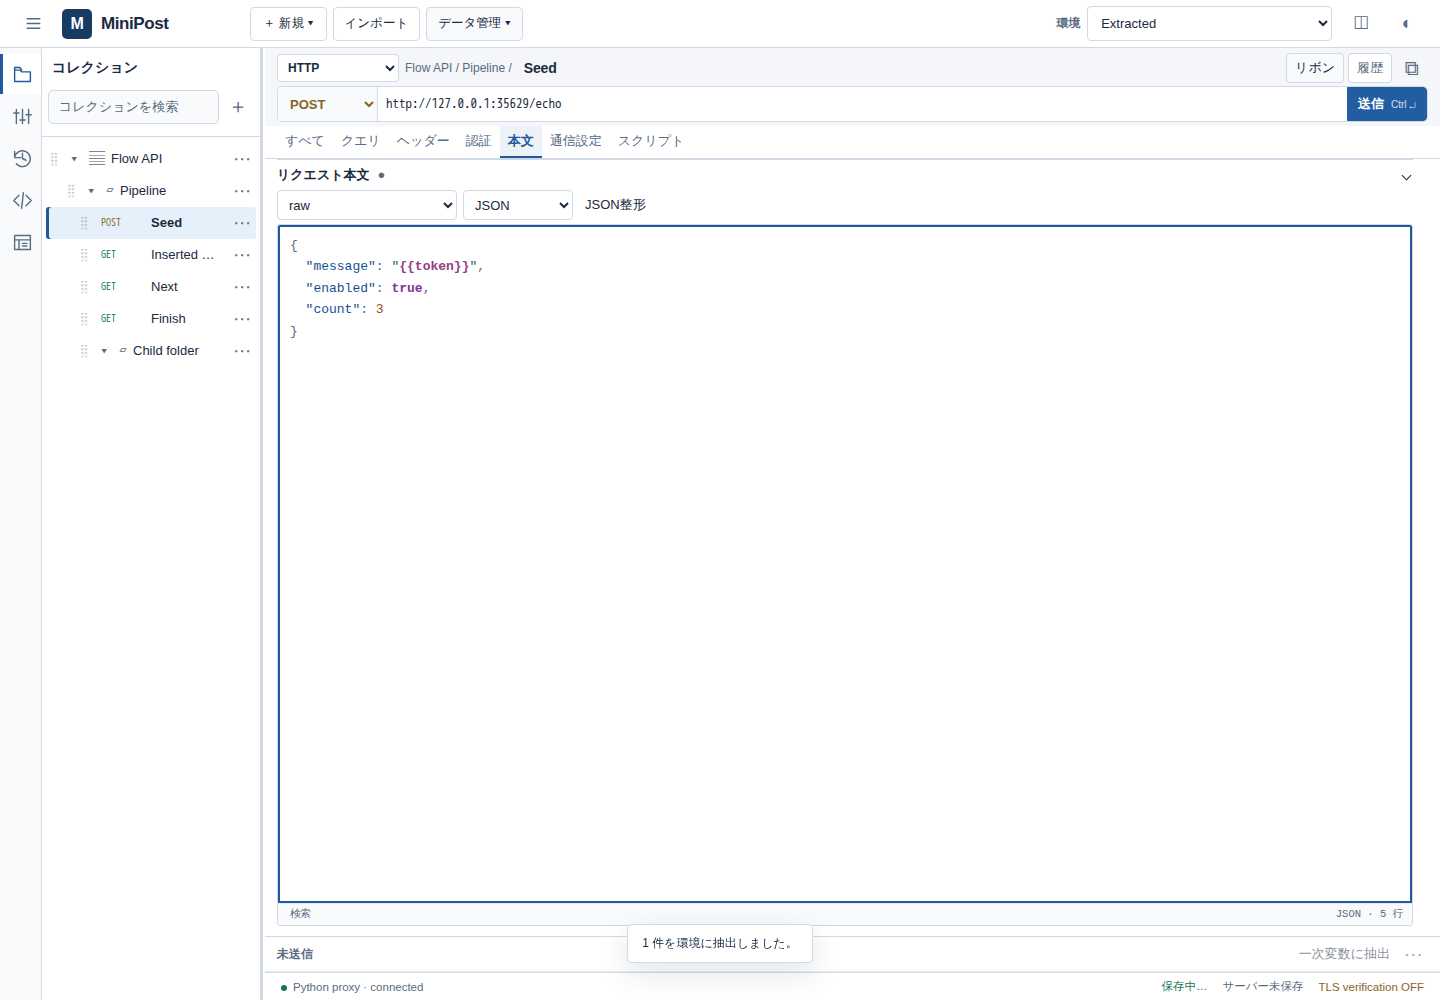 M MiniPost ＋ 新規 ▾ インポート データ管理 ▾ 環境 Extracted
コレクション
コレクションを検索 +
Flow API ···
Pipeline ···
POST Seed ···
GET Inserted … ···
GET Next ···
GET Finish ···
Child folder ···
HTTP Flow API / Pipeline / Seed リボン 履歴
POST http://127.0.0.1:35629/echo 送信 Ctrl ⏎
すべて クエリ ヘッダー 認証 本文 通信設定 スクリプト
リクエスト本文 ●
raw JSON JSON整形
{
"message": "{{token}}",
"enabled": true,
"count": 3
}
検索 JSON · 5 行
1 件を環境に抽出しました。
未送信 一次変数に抽出 ···
● Python proxy · connected 保存中… サーバー未保存 TLS verification OFF